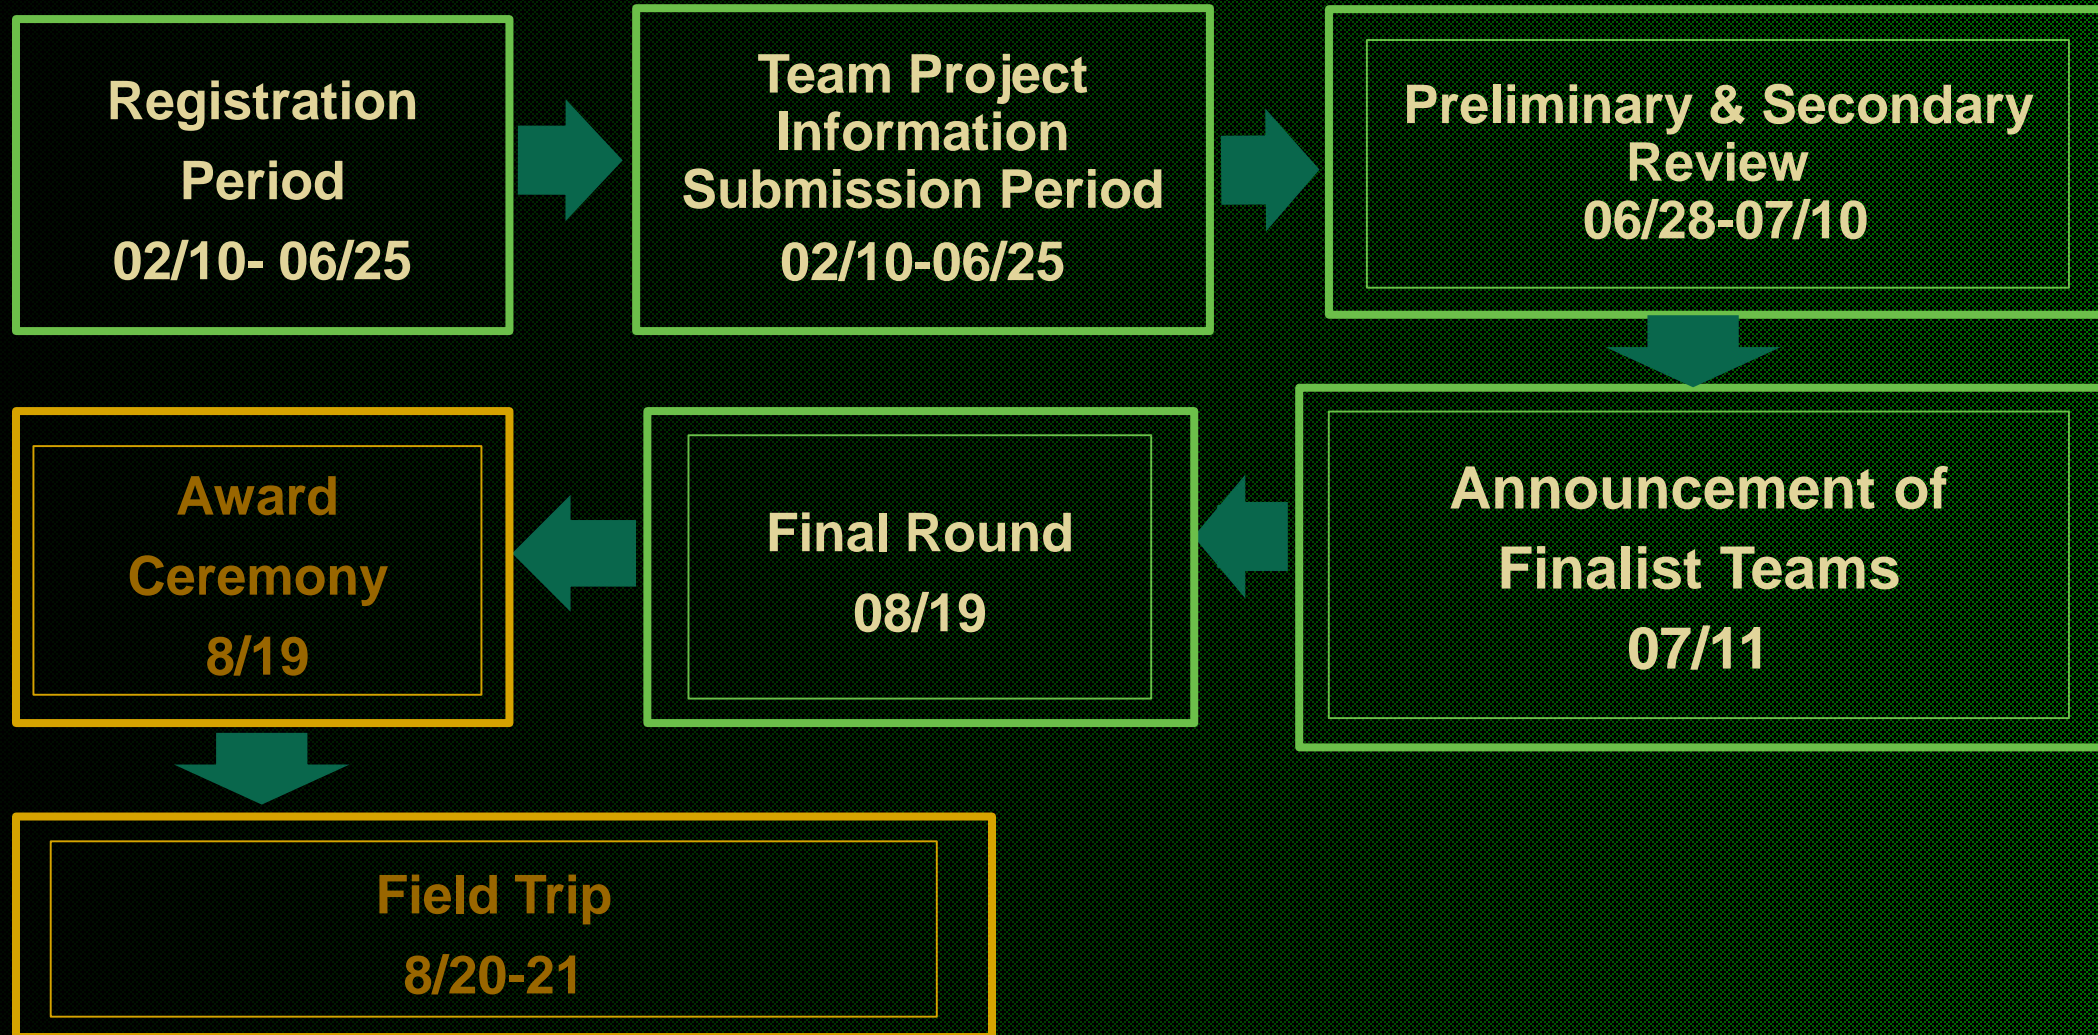 Registration
Period
02/10- 06/25
Team Project
Information
Submission Period
02/10-06/25
Preliminary & Secondary
Review
06/28-07/10
Announcement of
Finalist Teams
07/11
Final Round
08/19
Award
Ceremony
8/19
Field Trip
8/20-21